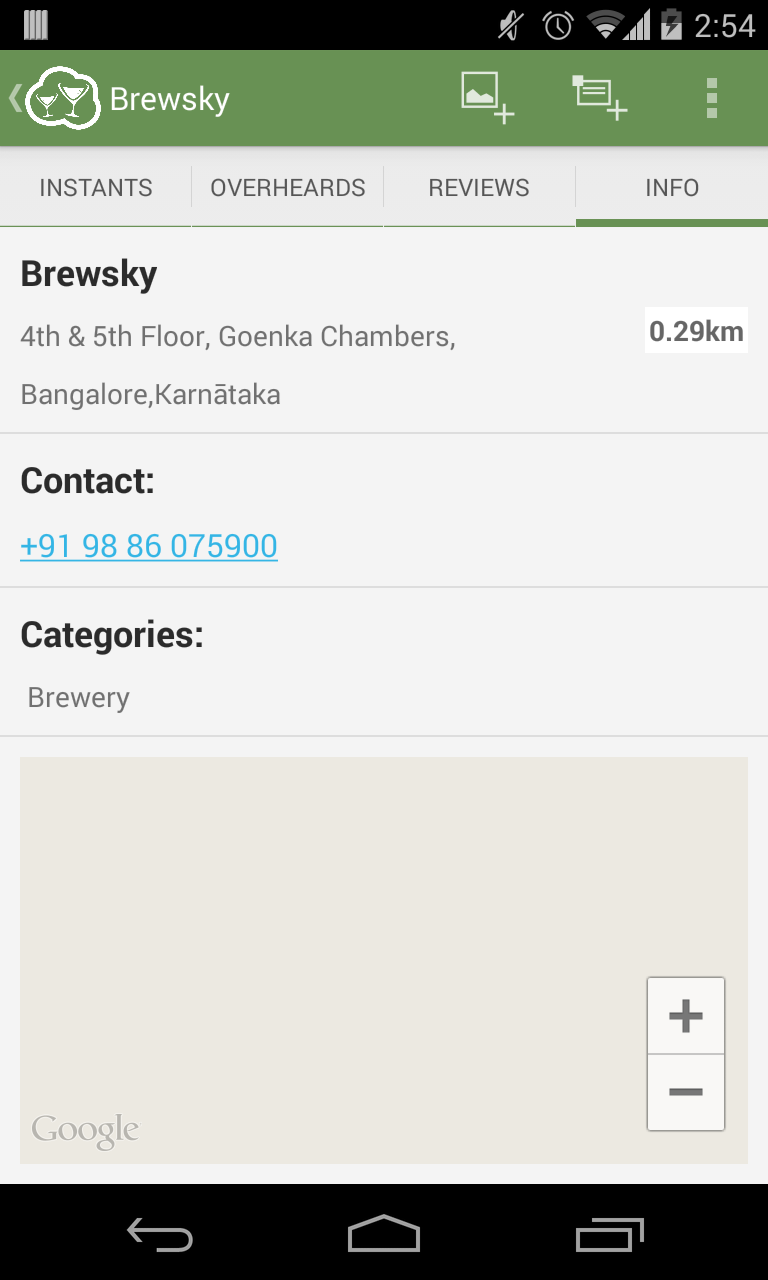 2:54
Brewsky
INSTANTS
OVERHEARDS
REVIEWS
INFO
Brewsky
4th & 5th Floor, Goenka Chambers,
0.29km
Bangalore,Karnātaka
Contact:
+91 98 86 075900
Categories:
Brewery
Google